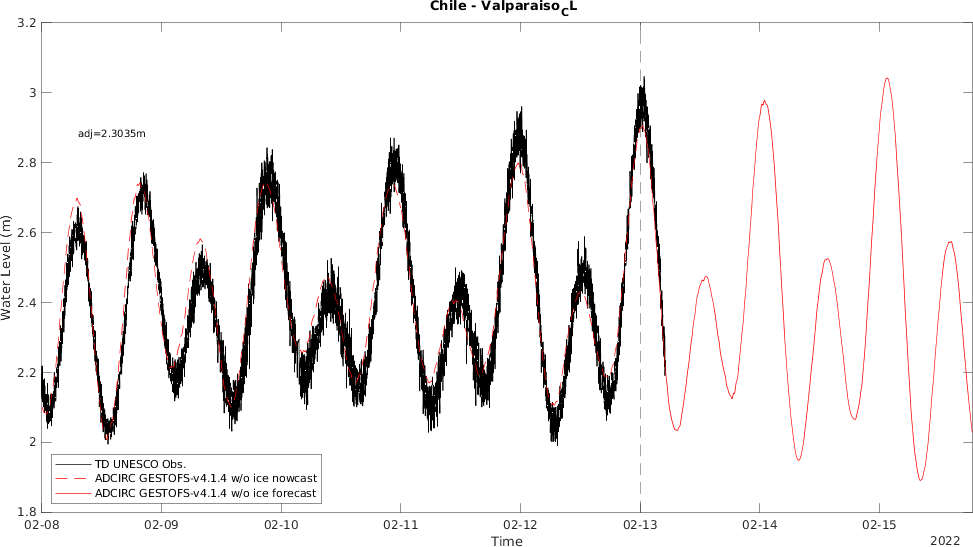 Chile - Valparaiso_CL
3.2
3
2.8
2.6
2.4
2.2
2
1.8
Water Level (m)
adj=2.3035m
TD UNESCO Obs.
ADCIRC GESTOFS-v4.1.4 w/o ice nowcast
ADCIRC GESTOFS-v4.1.4 w/o ice forecast
02-08 02-09 02-10 02-11 02-12 02-13 02-14 02-15
Time
2022